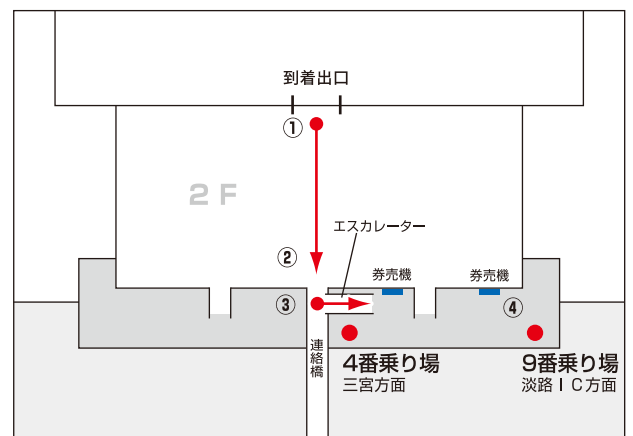 到着出口
①
2F
エスカレーター
②
券売機
券売機
③
④
連絡橋
4番乗り場
三宮方面
9番乗り場
淡路IC方面